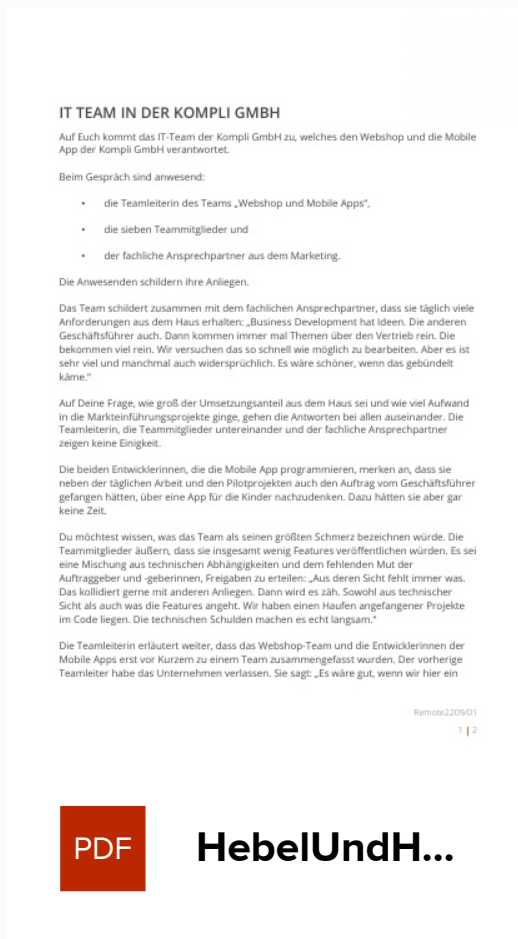 IT TEAM IN DER KOMPLI GMBH
Auf Euch kommt das IT-Team der Kompli GmbH zu, welches den Webshop und die Mobile
App der Kompli GmbH verantwortet.
Beim Gespräch sind anwesend:
• die Teamleiterin des Teams „Webshop und Mobile Apps“,
• die sieben Teammitglieder und
• der fachliche Ansprechpartner aus dem Marketing.
Die Anwesenden schildern ihre Anliegen.
Das Team schildert zusammen mit dem fachlichen Ansprechpartner, dass sie täglich viele
Anforderungen aus dem Haus erhalten: „Business Development hat Ideen. Die anderen
Geschäftsführer auch. Dann kommen immer mal Themen über den Vertrieb rein. Die
bekommen viel rein. Wir versuchen das so schnell wie möglich zu bearbeiten. Aber es ist
sehr viel und manchmal auch widersprüchlich. Es wäre schöner, wenn das gebündelt
käme.“
Auf Deine Frage, wie groß der Umsetzungsanteil aus dem Haus sei und wie viel Aufwand
in die Markteinführungsprojekte ginge, gehen die Antworten bei allen auseinander. Die
Teamleiterin, die Teammitglieder untereinander und der fachliche Ansprechpartner
zeigen keine Einigkeit.
Die beiden Entwicklerinnen, die die Mobile App programmieren, merken an, dass sie
neben der täglichen Arbeit und den Pilotprojekten auch den Auftrag vom Geschäftsführer
gefangen hätten, über eine App für die Kinder nachzudenken. Dazu hätten sie aber gar
keine Zeit.
Du möchtest wissen, was das Team als seinen größten Schmerz bezeichnen würde. Die
Teammitglieder äußern, dass sie insgesamt wenig Features veröffentlichen würden. Es sei
eine Mischung aus technischen Abhängigkeiten und dem fehlenden Mut der
Auftraggeber und -geberinnen, Freigaben zu erteilen: „Aus deren Sicht fehlt immer was.
Das kollidiert gerne mit anderen Anliegen. Dann wird es zäh. Sowohl aus technischer
Sicht als auch was die Features angeht. Wir haben einen Haufen angefangener Projekte
im Code liegen. Die technischen Schulden machen es echt langsam.“
Die Teamleiterin erläutert weiter, dass das Webshop-Team und die Entwicklerinnen der
Mobile Apps erst vor Kurzem zu einem Team zusammengefasst wurden. Der vorherige
Teamleiter habe das Unternehmen verlassen. Sie sagt: „Es wäre gut, wenn wir hier ein
Remote2209/01
1 | 2
PDF HebelUndH...